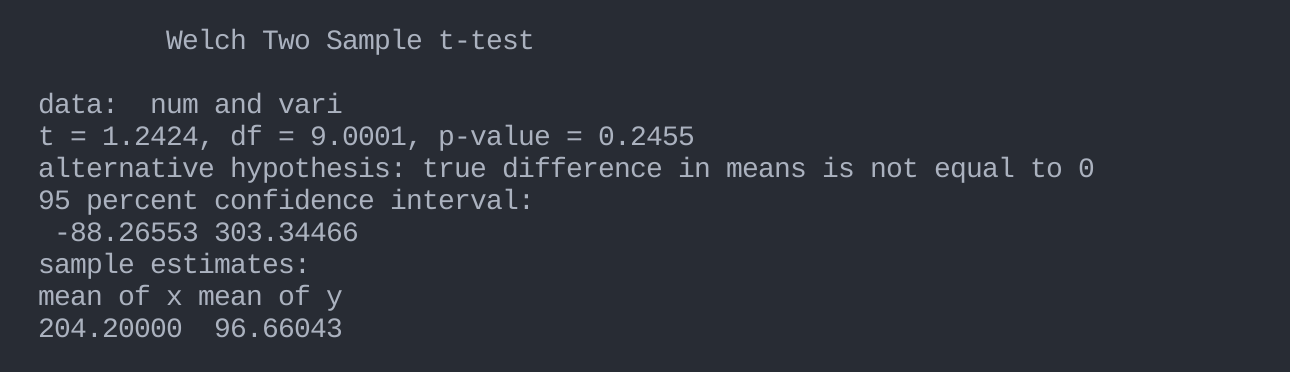 Welch Two Sample t-test
data:  num and vari
t = 1.2424, df = 9.0001, p-value = 0.2455
alternative hypothesis: true difference in means is not equal to 0
95 percent confidence interval:
 -88.26553 303.34466
sample estimates:
mean of x mean of y
204.20000  96.66043